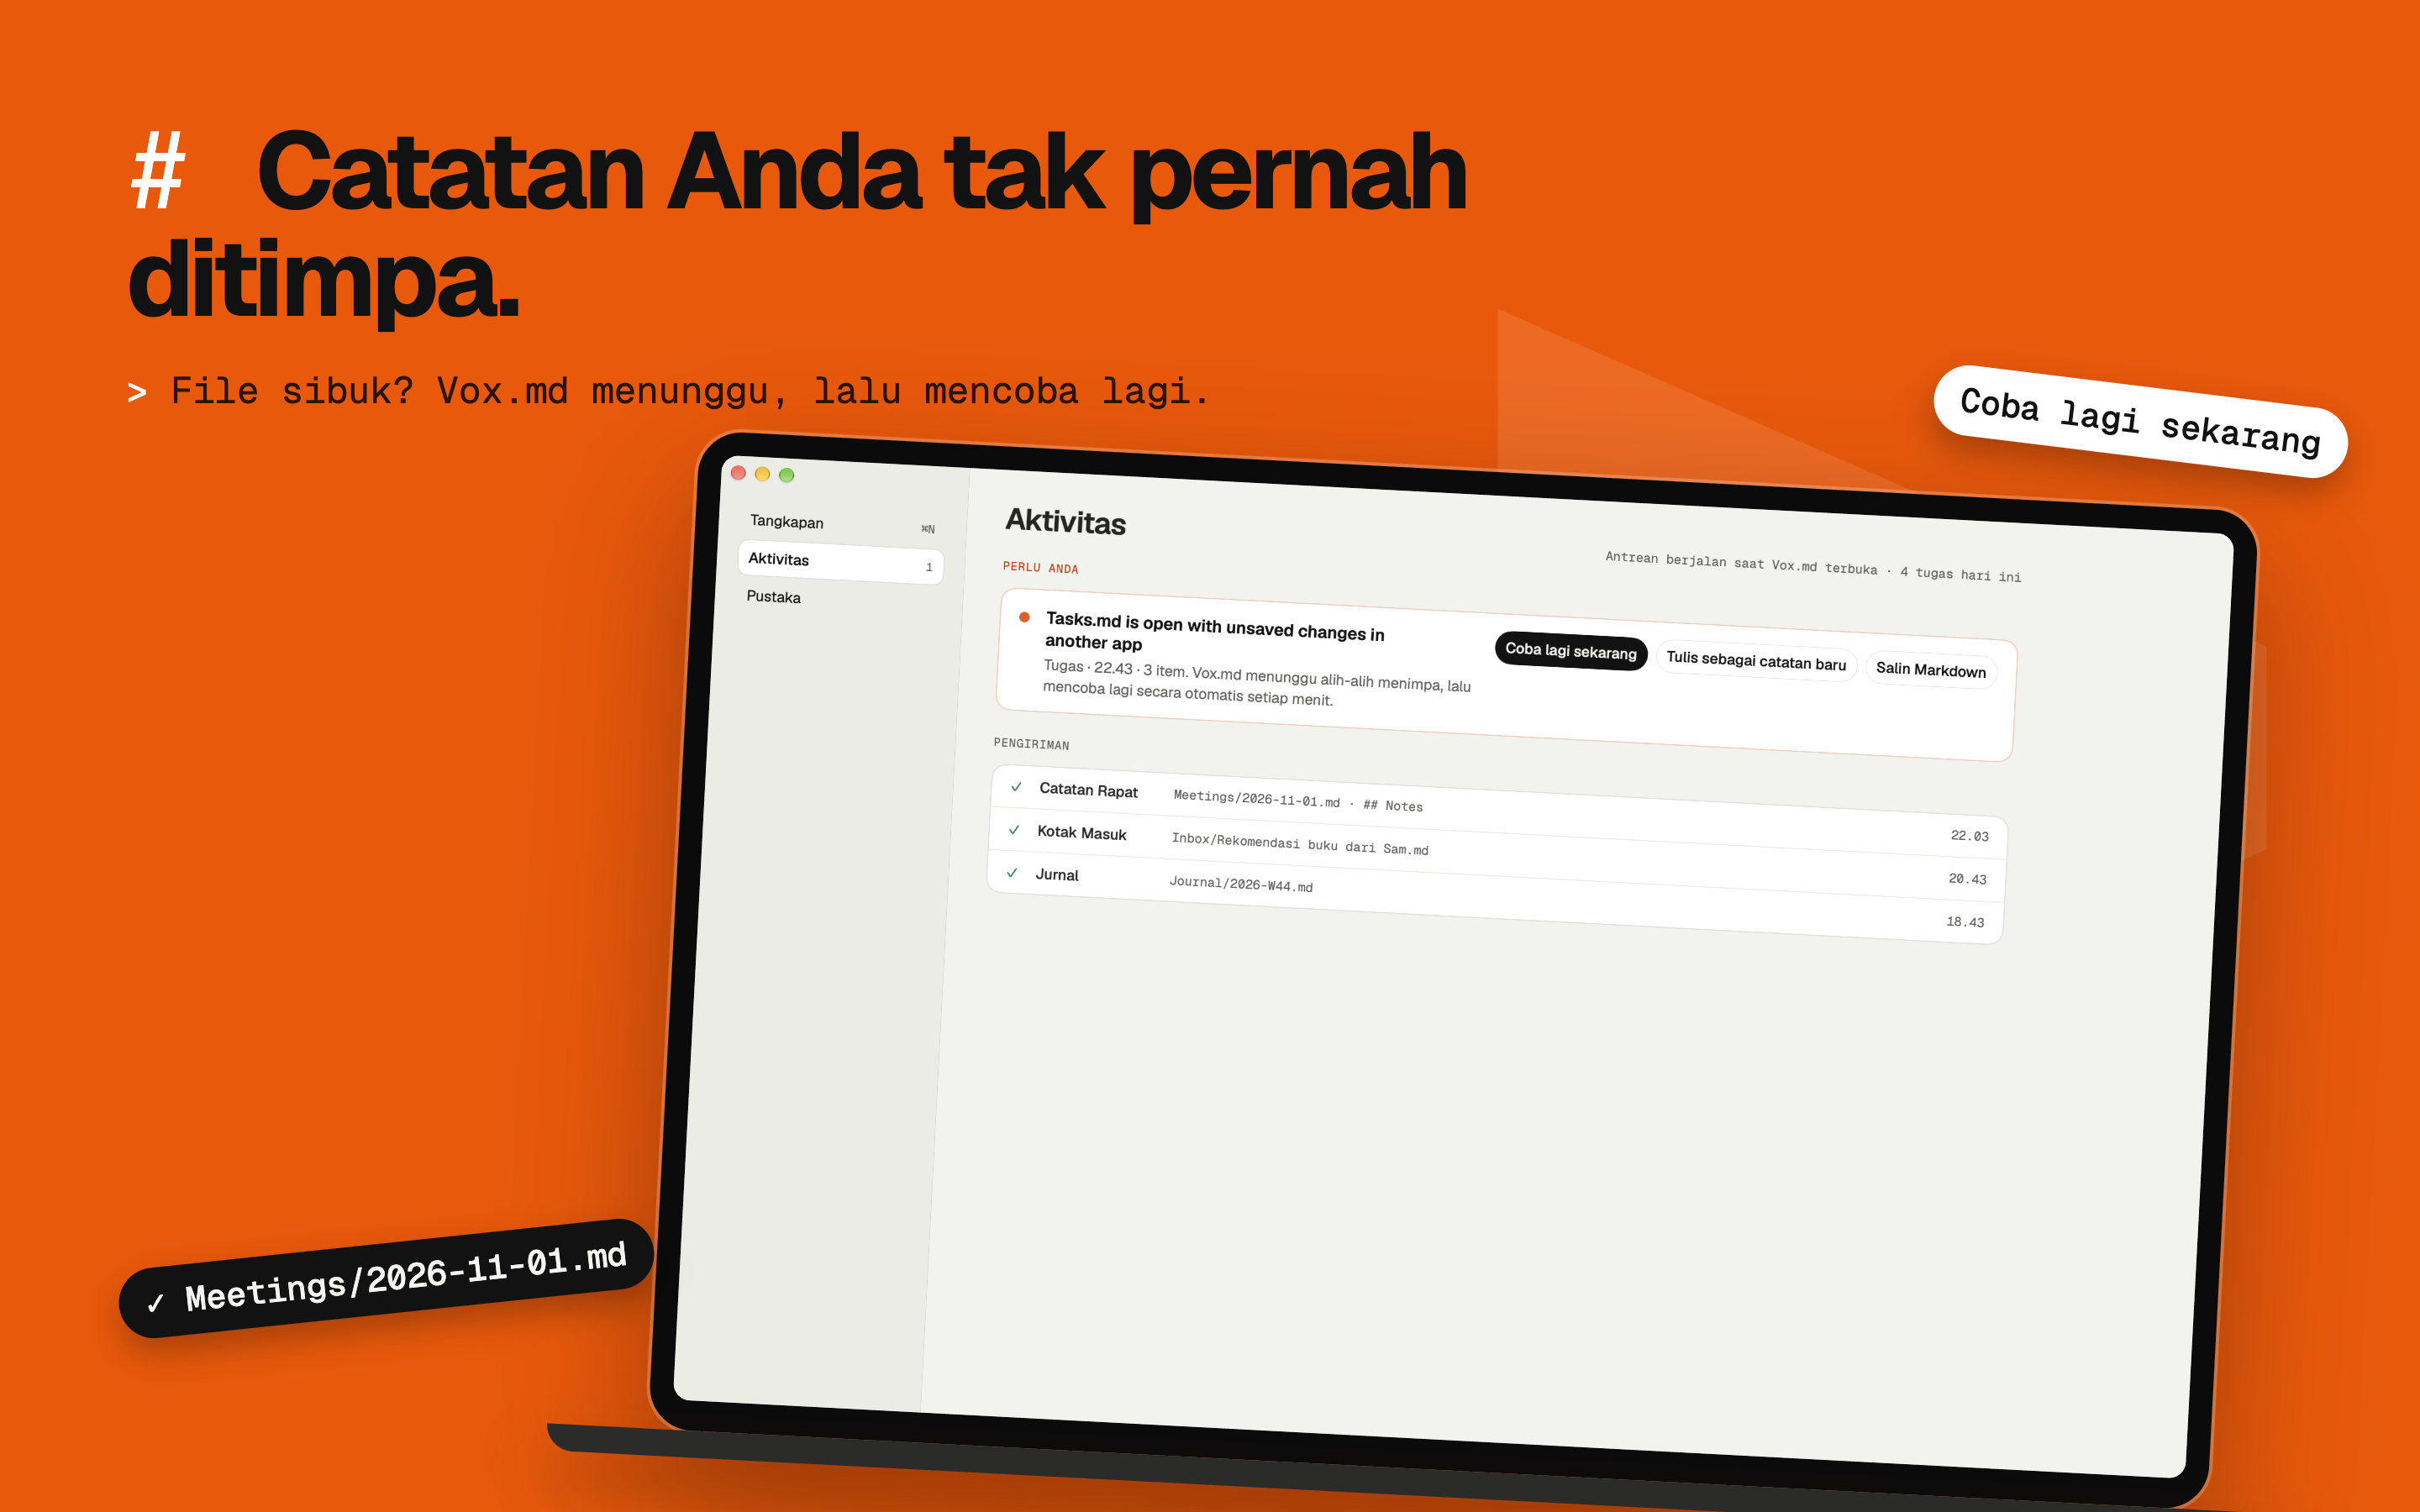 # Catatan Anda tak pernah
ditimpa.
> File sibuk? Vox.md menunggu, lalu mencoba lagi.
Coba lagi sekarang
Tangkapan ⌘N
Aktivitas 1
Pustaka
Aktivitas
Antrean berjalan saat Vox.md terbuka · 4 tugas hari ini
PERLU ANDA
Tasks.md is open with unsaved changes in
another app
Tugas · 22.43 · 3 item. Vox.md menunggu alih-alih menimpa, lalu
mencoba lagi secara otomatis setiap menit.
Coba lagi sekarang
Tulis sebagai catatan baru
Salin Markdown
PENGIRIMAN
✓ Catatan Rapat Meetings/2026-11-01.md · ## Notes 22.03
✓ Kotak Masuk Inbox/Rekomendasi buku dari Sam.md 20.43
✓ Jurnal Journal/2026-W44.md 18.43
✓ Meetings/2026-11-01.md